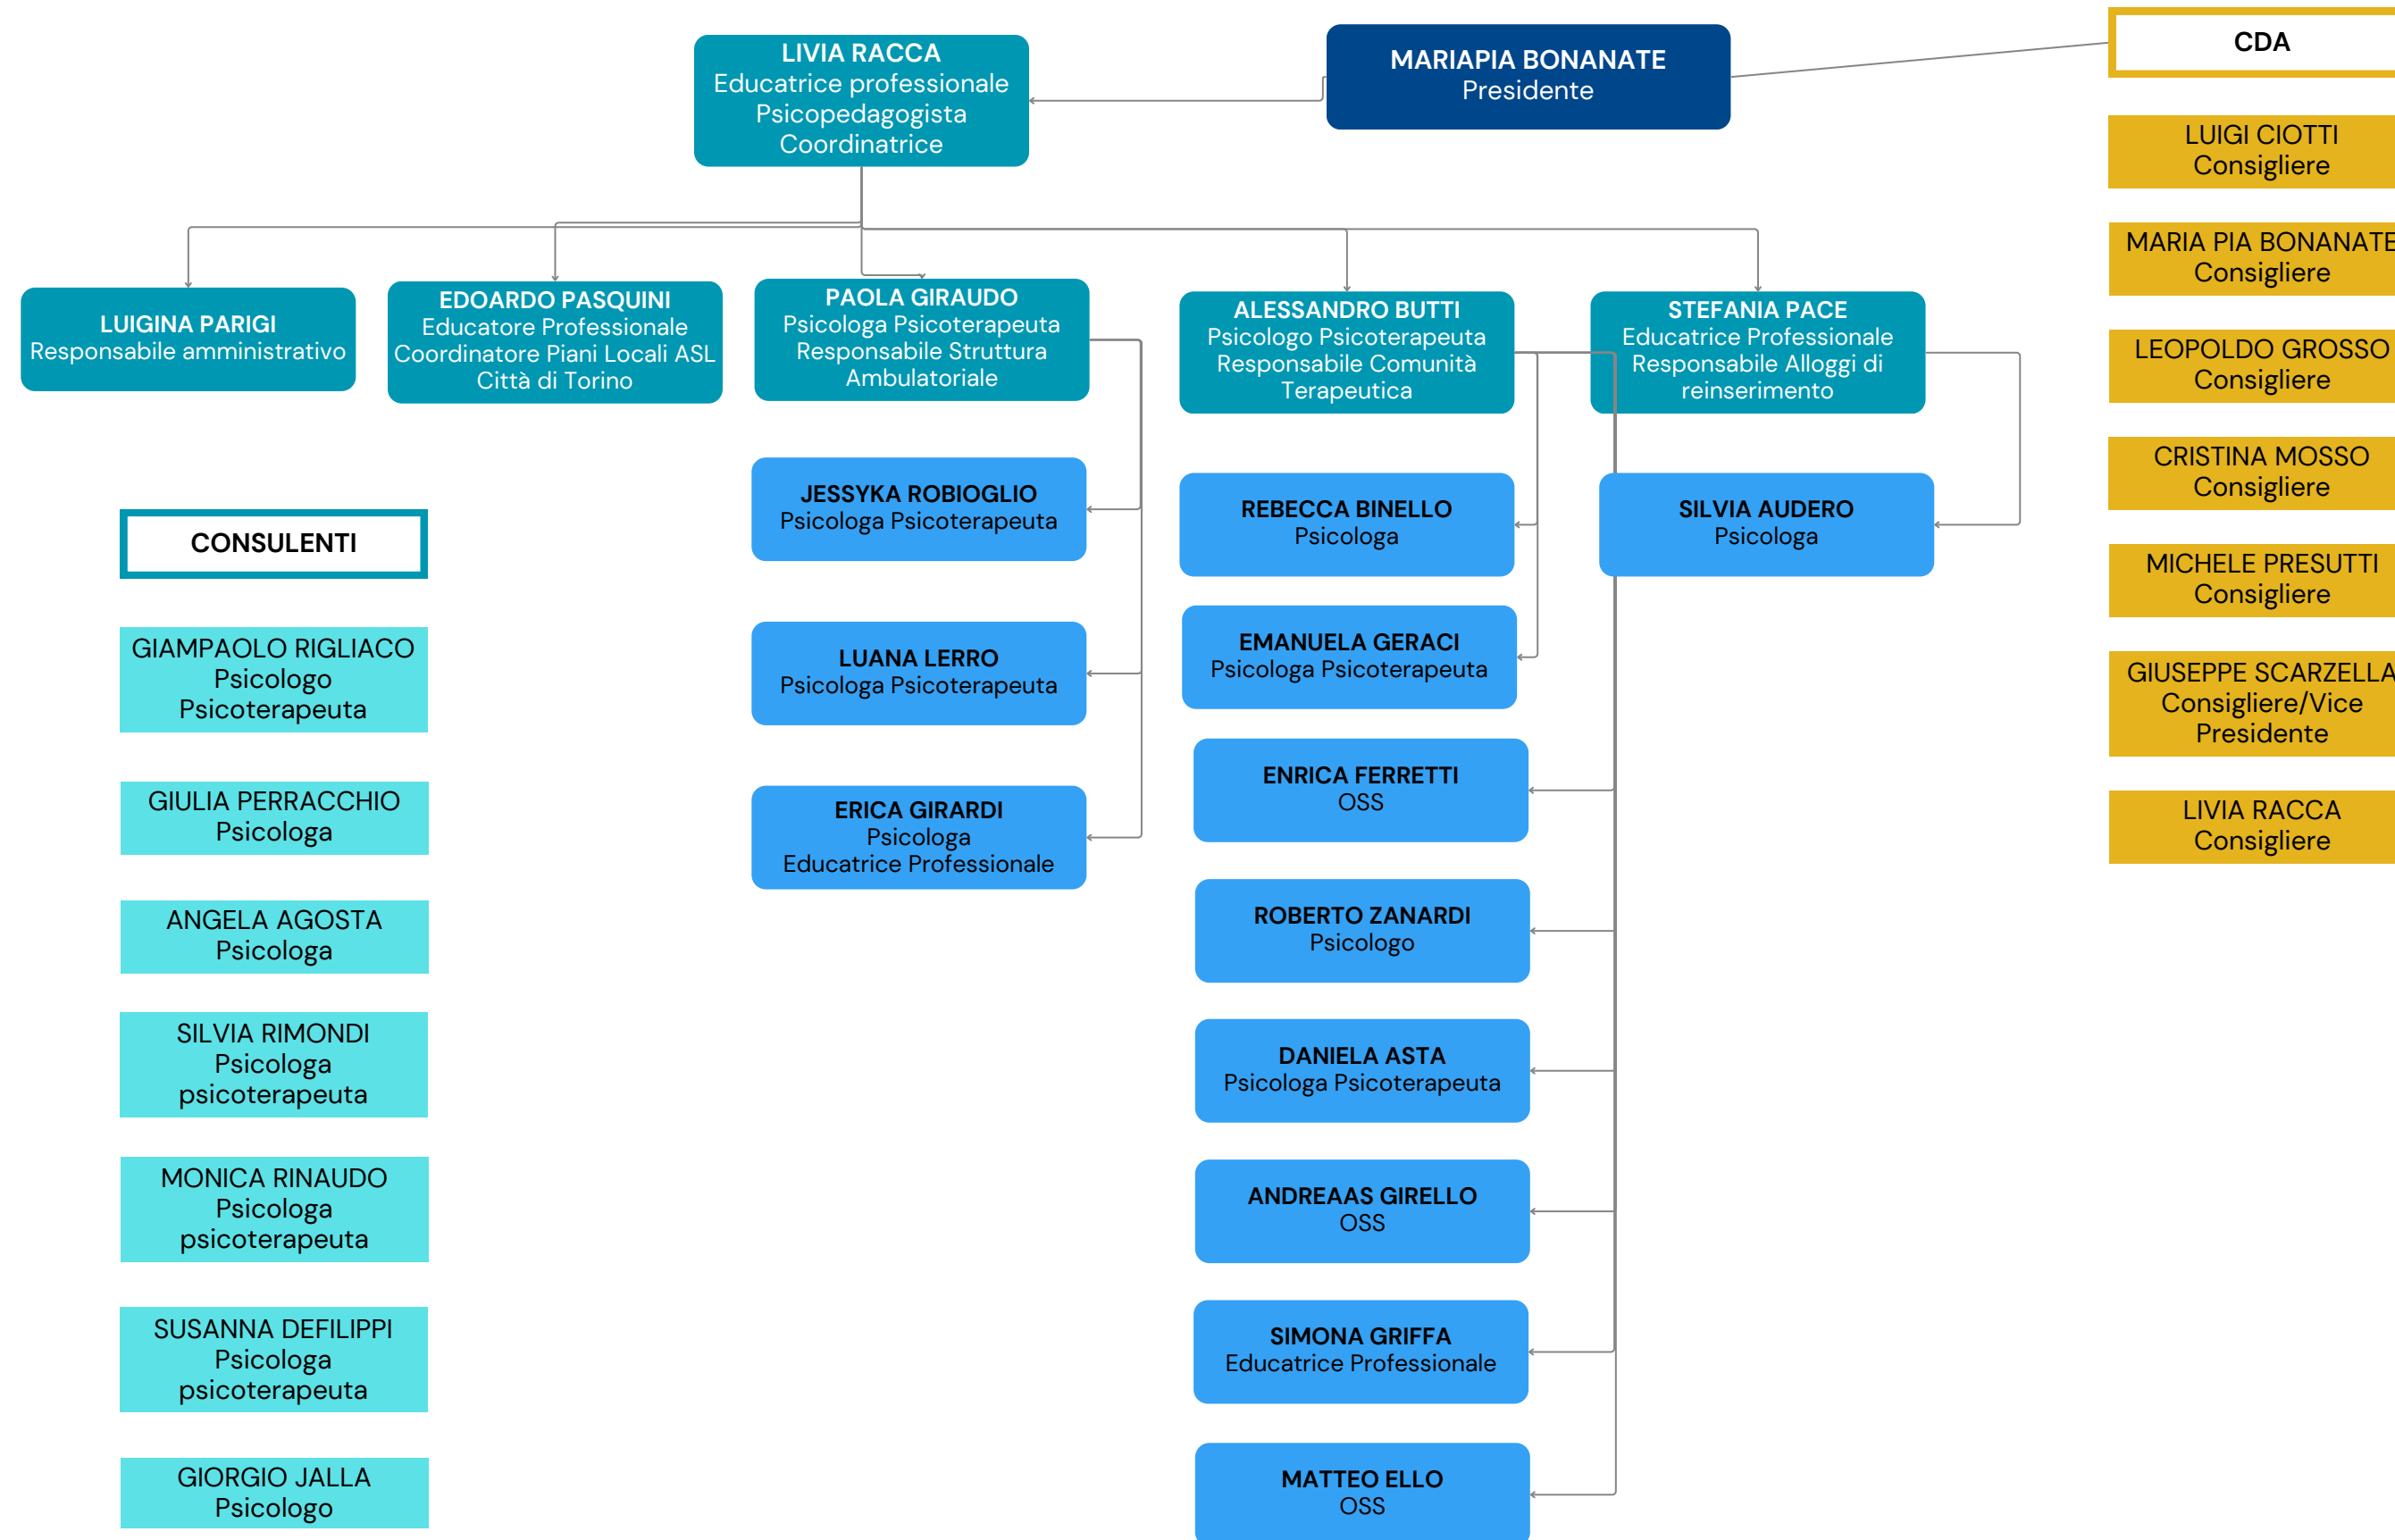 LIVIA RACCA
Educatrice professionale
Psicopedagogista
Coordinatrice
MARIAPIA BONANATE
Presidente
CDA
LUIGI CIOTTI
Consigliere
MARIA PIA BONANATE
Consigliere
LEOPOLDO GROSSO
Consigliere
CRISTINA MOSSO
Consigliere
MICHELE PRESUTTI
Consigliere
GIUSEPPE SCARZELLA
Consigliere/Vice
Presidente
LIVIA RACCA
Consigliere
LUIGINA PARIGI
Responsabile amministrativo
EDOARDO PASQUINI
Educatore Professionale
Coordinatore Piani Locali ASL
Città di Torino
PAOLA GIRAUDO
Psicologa Psicoterapeuta
Responsabile Struttura
Ambulatoriale
ALESSANDRO BUTTI
Psicologo Psicoterapeuta
Responsabile Comunità
Terapeutica
STEFANIA PACE
Educatrice Professionale
Responsabile Alloggi di
reinserimento
JESSYKA ROBIOGLIO
Psicologa Psicoterapeuta
LUANA LERRO
Psicologa Psicoterapeuta
ERICA GIRARDI
Psicologa
Educatrice Professionale
REBECCA BINELLO
Psicologa
EMANUELA GERACI
Psicologa Psicoterapeuta
ENRICA FERRETTI
OSS
ROBERTO ZANARDI
Psicologo
DANIELA ASTA
Psicologa Psicoterapeuta
ANDREAAS GIRELLO
OSS
SIMONA GRIFFA
Educatrice Professionale
MATTEO ELLO
OSS
SILVIA AUDERO
Psicologa
CONSULENTI
GIAMPAOLO RIGLIACO
Psicologo
Psicoterapeuta
GIULIA PERRACCHIO
Psicologa
ANGELA AGOSTA
Psicologa
SILVIA RIMONDI
Psicologa
psicoterapeuta
MONICA RINAUDO
Psicologa
psicoterapeuta
SUSANNA DEFILIPPI
Psicologa
psicoterapeuta
GIORGIO JALLA
Psicologo